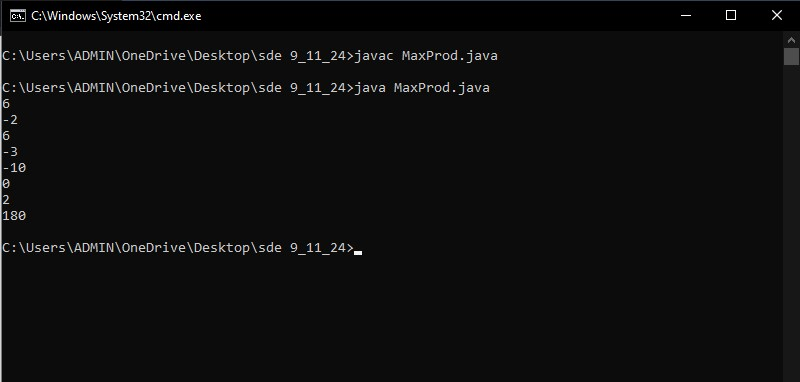 C:\Windows\System32\cmd.exe
C:\Users\ADMIN\OneDrive\Desktop\sde 9_11_24>javac MaxProd.java
C:\Users\ADMIN\OneDrive\Desktop\sde 9_11_24>java MaxProd.java
6
-2
6
-3
-10
0
2
180
C:\Users\ADMIN\OneDrive\Desktop\sde 9_11_24>